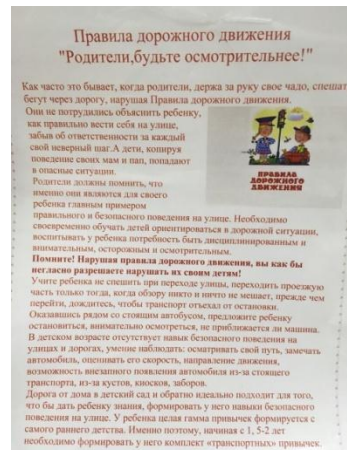 Правила дорожного движения
"Родители,будьте осмотрительнее!"
Как часто это бывает, когда родители, держа за руку свое чадо, спешат
бегут через дорогу, нарушая Правила дорожного движения.
Они не потрудились объяснить ребенку,
как правильно вести себя на улице,
забыв об ответственности за каждый
свой неверный шаг.А дети, копируя
поведение своих мам и пап, попадают
в опасные ситуации.
ПРАВИЛА
ДОРОЖНОГО
ДВИЖЕНИЯ
Родители должны помнить, что
именно они являются для своего
ребенка главным примером
правильного и безопасного поведения на улице. Необходимо
своевременно обучать детей ориентироваться в дорожной ситуации,
воспитывать у ребенка потребность быть дисциплинированным и
внимательным, осторожным и осмотрительным.
Помните! Нарушая правила дорожного движения, вы как бы
негласно разрешаете нарушать их своим детям!
Учите ребенка не спешить при переходе улицы, переходить проезжую
часть только тогда, когда обзору никто и ничто не мешает, прежде чем
перейти, дождитесь, чтобы транспорт отъехал от остановки.
Оказавшись рядом со стоящим автобусом, предложите ребенку
остановиться, внимательно осмотреться, не приближается ли машина.
В детском возрасте отсутствует навык безопасного поведения на
улицах и дорогах, умение наблюдать: осматривать свой путь, замечать
автомобиль, оценивать его скорость, направление движения,
возможность внезапного появления автомобиля из-за стоящего
транспорта, из-за кустов, киосков, заборов.
Дорога от дома в детский сад и обратно идеально подходит для того,
что бы дать ребенку знания, формировать у него навыки безопасного
поведения на улице. У ребенка целая гамма привычек формируется с
самого раннего детства. Именно поэтому, начиная с 1, 5-2 лет
необходимо формировать у него комплект «транспортных» привычек.